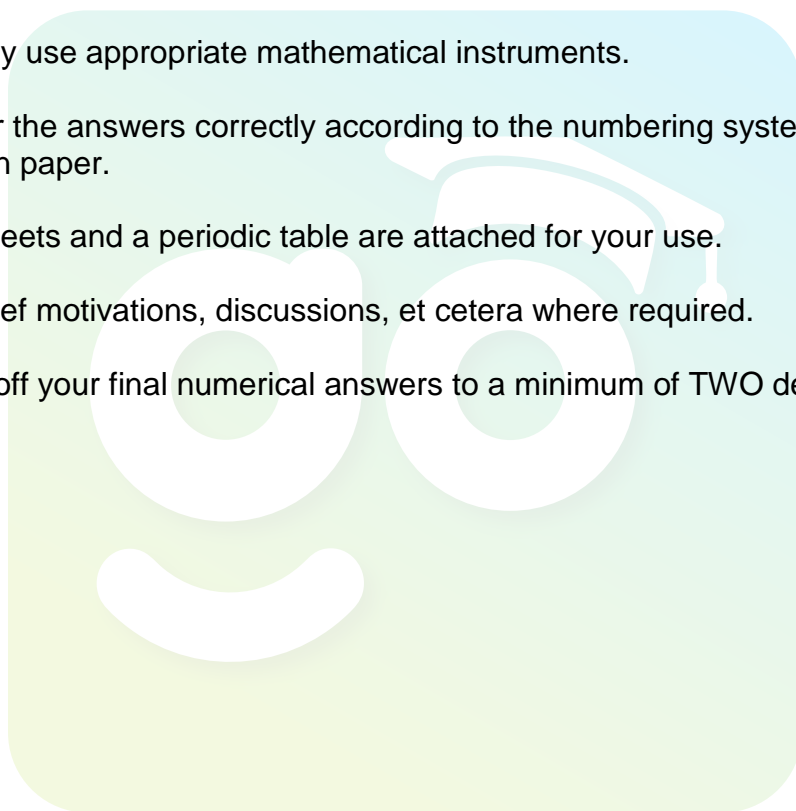 y use appropriate mathematical instruments.
r the answers correctly according to the numbering syste
n paper.
eets and a periodic table are attached for your use.
ef motivations, discussions, et cetera where required.
off your final numerical answers to a minimum of TWO de
go